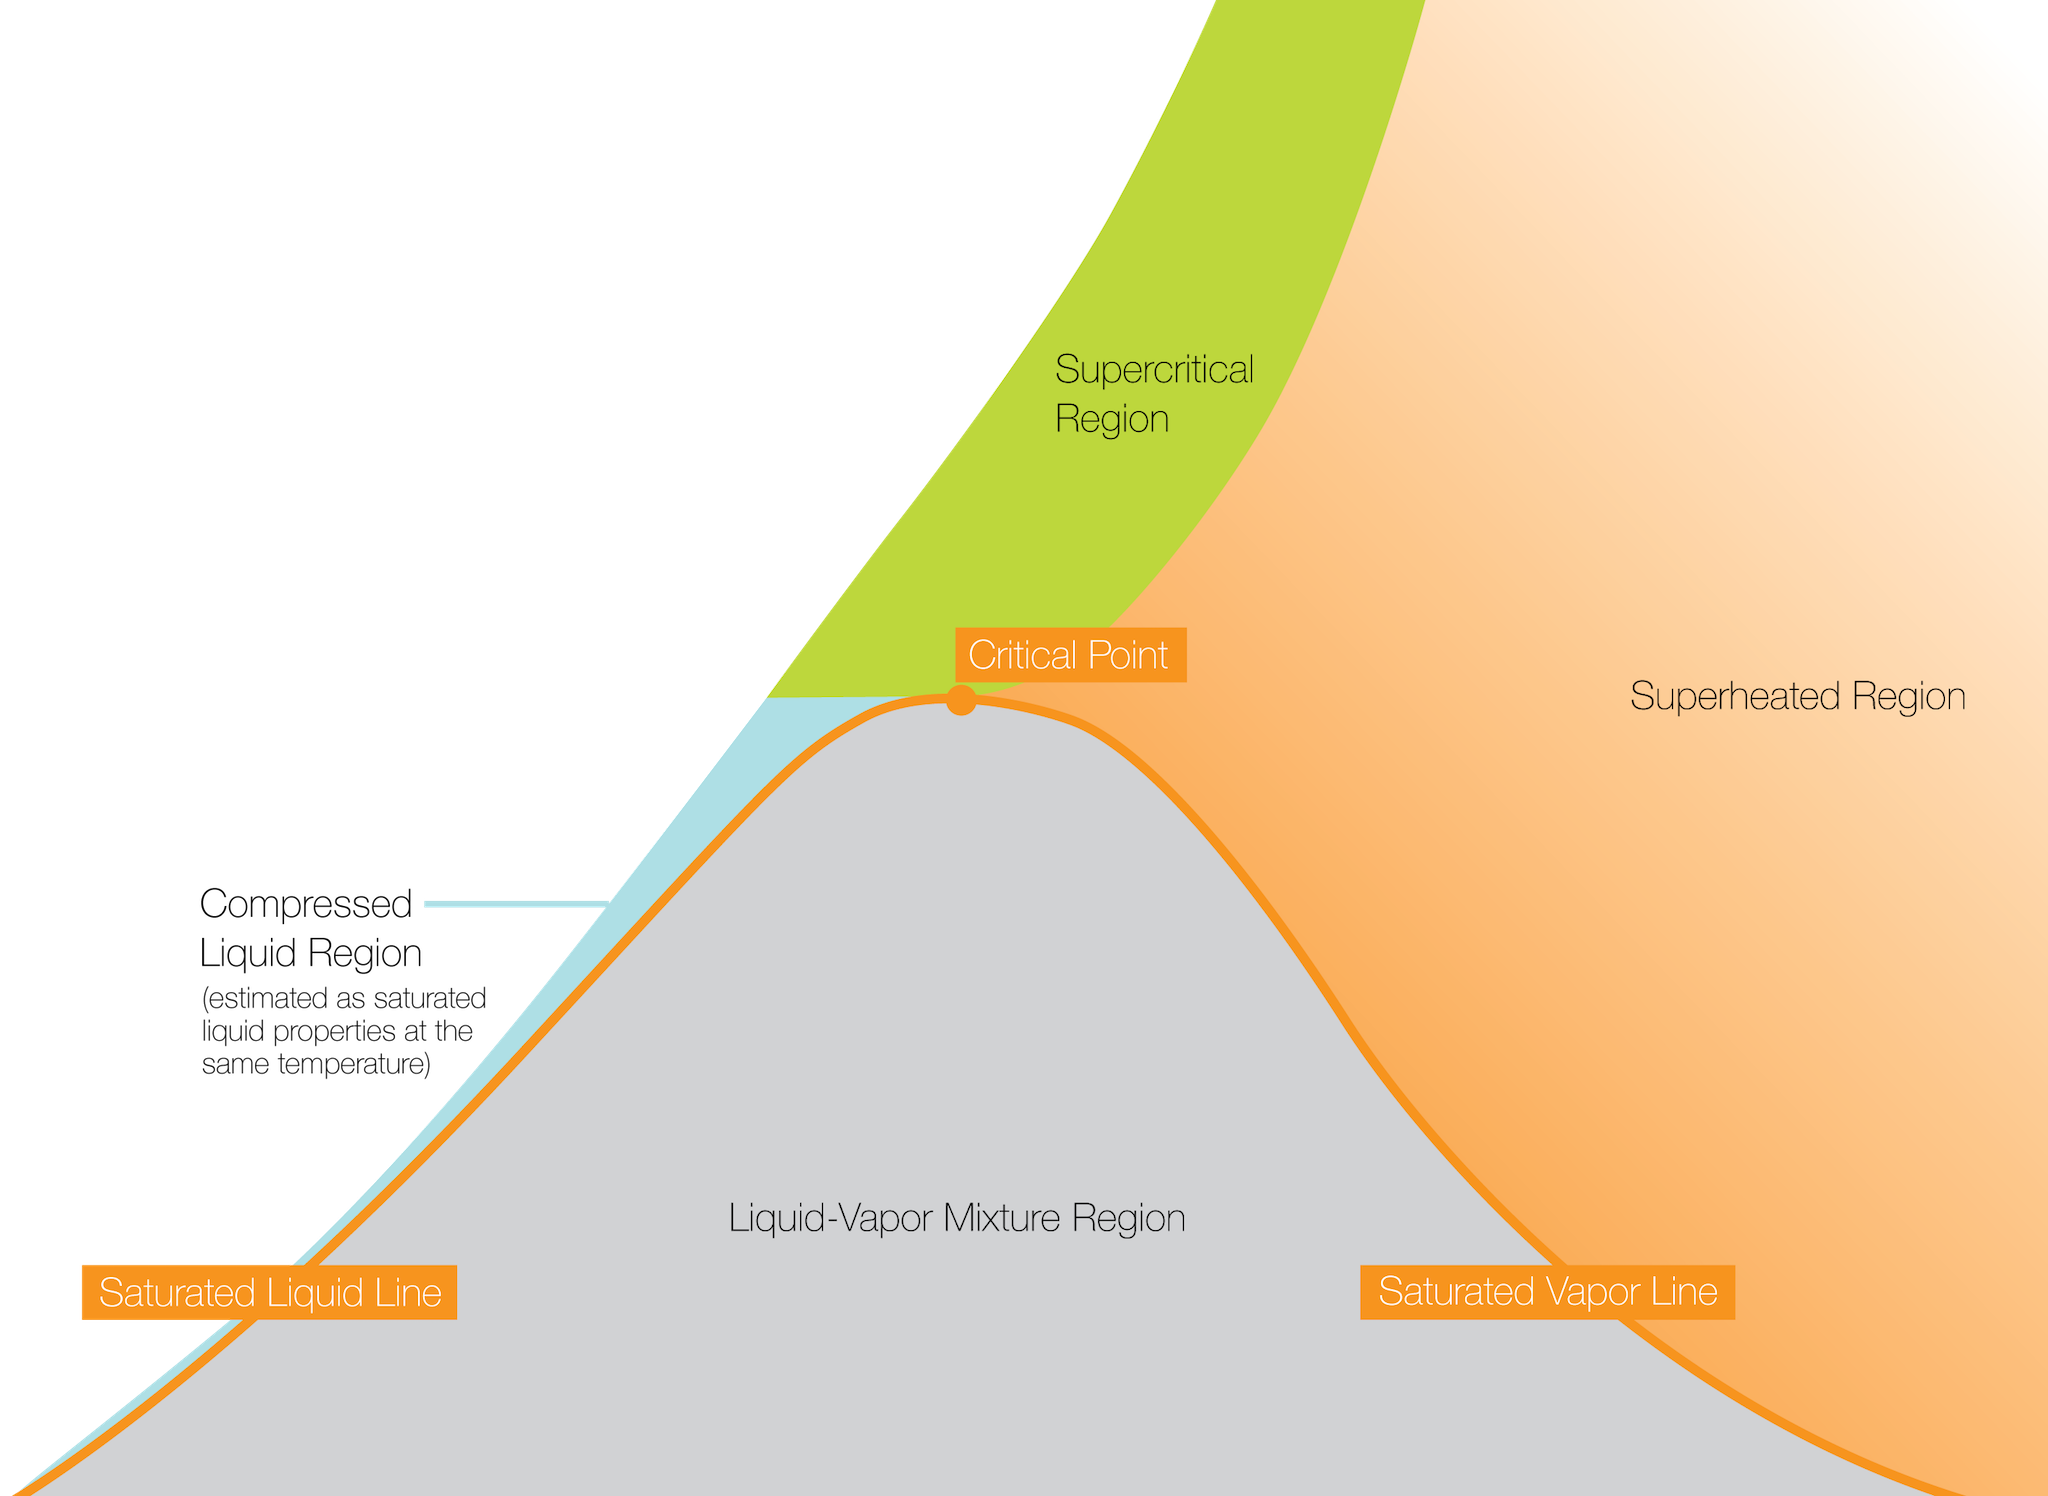 Supercritical
Region
Critical Point
Superheated Region
Compressed
Liquid Region
(estimated as saturated
liquid properties at the
same temperature)
Liquid-Vapor Mixture Region
Saturated Liquid Line
Saturated Vapor Line